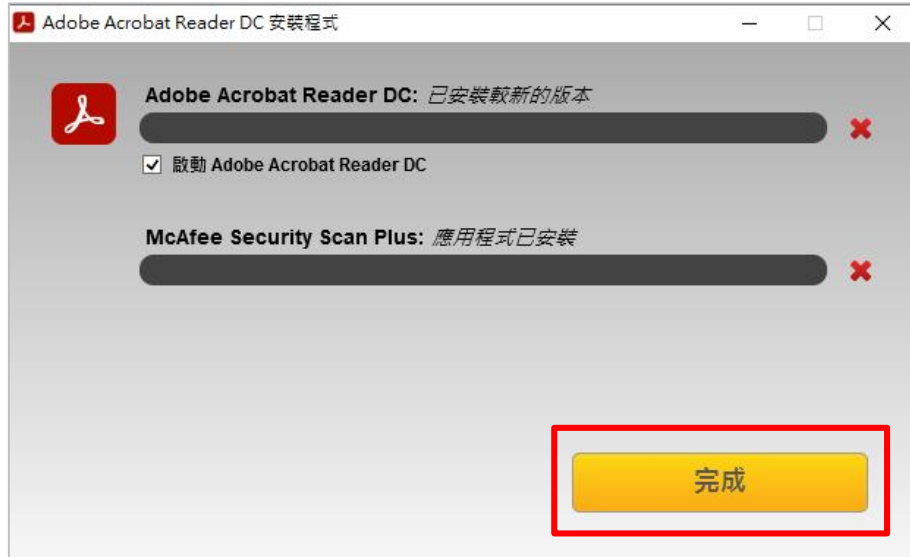 Adobe Acrobat Reader DC 安裝程式
Adobe Acrobat Reader DC: 已安裝較新的版本
啟動 Adobe Acrobat Reader DC
McAfee Security Scan Plus: 應用程式已安裝
完成